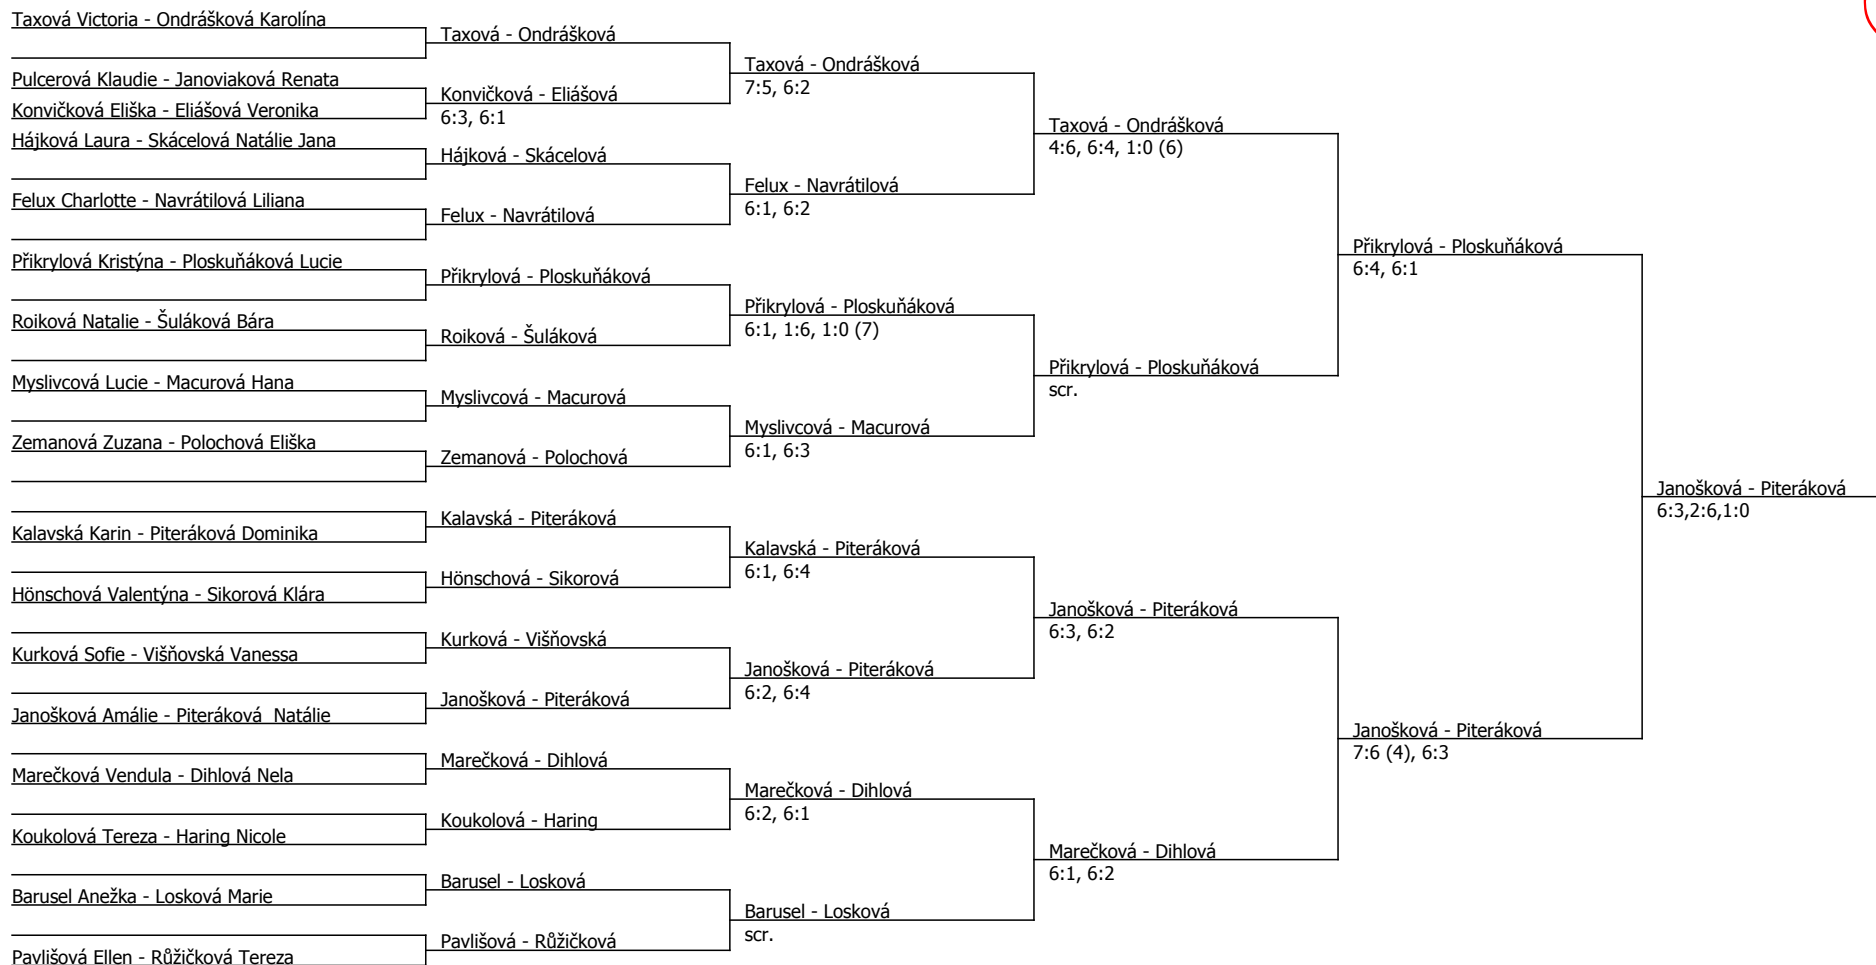 Taxová Victoria - Ondrášková Karolína
Pulcerová Klaudie - Janoviaková Renata
Konvičková Eliška - Eliášová Veronika
Hájková Laura - Skácelová Natálie Jana
Felux Charlotte - Navrátilová Liliana
Přikrylová Kristýna - Ploskuňáková Lucie
Roiková Natalie - Šuláková Bára
Myslivcová Lucie - Macurová Hana
Zemanová Zuzana - Polochová Eliška
Kalavská Karin - Piteráková Dominika
Hönschová Valentýna - Sikorová Klára
Kurková Sofie - Višňovská Vanessa
Janošková Amálie - Piteráková  Natálie
Marečková Vendula - Dihlová Nela
Koukolová Tereza - Haring Nicole
Barusel Anežka - Losková Marie
Pavlišová Ellen - Růžičková Tereza
Taxová - Ondrášková
Konvičková - Eliášová
6:3, 6:1
Hájková - Skácelová
Felux - Navrátilová
Přikrylová - Ploskuňáková
Roiková - Šuláková
Myslivcová - Macurová
Zemanová - Polochová
Kalavská - Piteráková
Hönschová - Sikorová
Kurková - Višňovská
Janošková - Piteráková
Marečková - Dihlová
Koukolová - Haring
Barusel - Losková
Pavlišová - Růžičková
Taxová - Ondrášková
7:5, 6:2
Felux - Navrátilová
6:1, 6:2
Přikrylová - Ploskuňáková
6:1, 1:6, 1:0 (7)
Myslivcová - Macurová
6:1, 6:3
Kalavská - Piteráková
6:1, 6:4
Janošková - Piteráková
6:2, 6:4
Marečková - Dihlová
6:2, 6:1
Barusel - Losková
scr.
Taxová - Ondrášková
4:6, 6:4, 1:0 (6)
Přikrylová - Ploskuňáková
scr.
Janošková - Piteráková
6:3, 6:2
Marečková - Dihlová
6:1, 6:2
Přikrylová - Ploskuňáková
6:4, 6:1
Janošková - Piteráková
7:6 (4), 6:3
Janošková - Piteráková
6:3,2:6,1:0